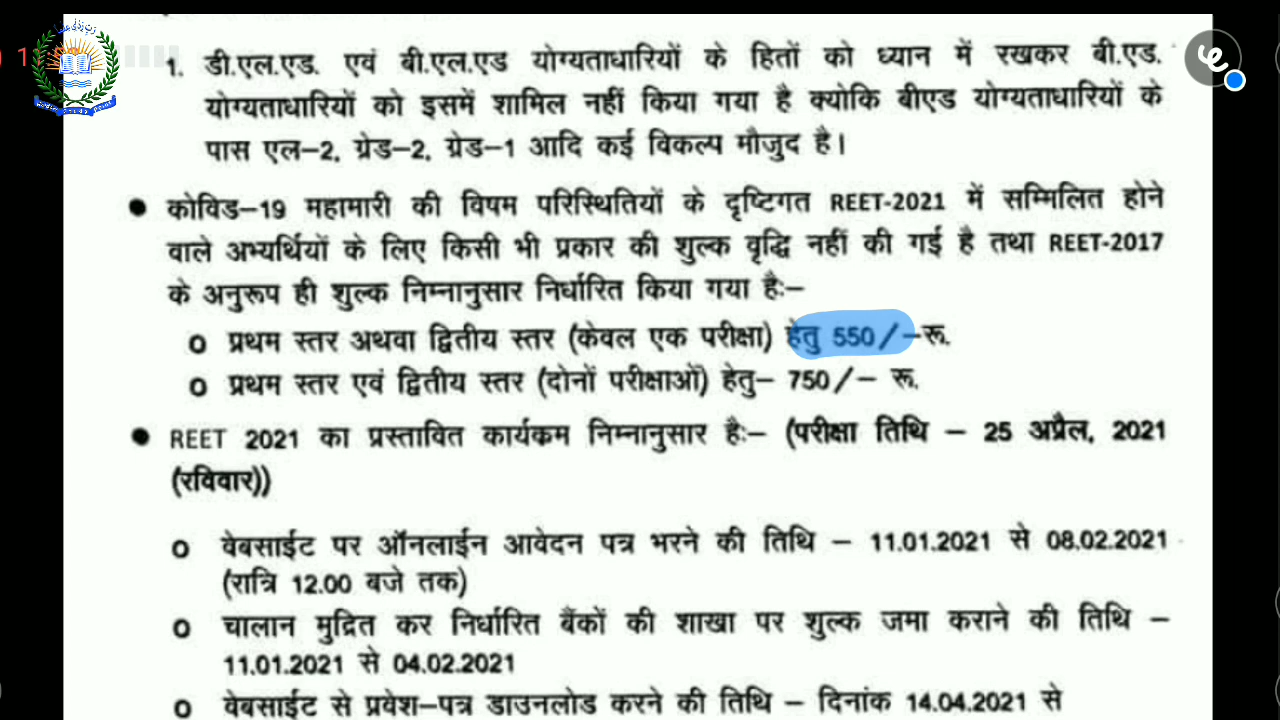 1. डी.एल.एड. एवं बी.एल.एड योग्यताधारियों के हितों को ध्यान में रखकर बी.एड.
योग्यताधारियों को इसमें शामिल नहीं किया गया है क्योकि बीएड योग्यताधारियों के
पास एल–2, ग्रेड–2, ग्रेड–1 आदि कई विकल्प मौजूद है।
● कोविड–19 महामारी की विषम परिस्थितियों के दृष्टिगत REET-2021 में सम्मिलित होने
वाले अभ्यर्थियों के लिए किसी भी प्रकार की शुल्क वृद्धि नहीं की गई है तथा REET-2017
के अनुरूप ही शुल्क निम्नानुसार निर्धारित किया गया हैः–
o प्रथम स्तर अथवा द्वितीय स्तर (केवल एक परीक्षा) हेतु 550/–रू.
o प्रथम स्तर एवं द्वितीय स्तर (दोनों परीक्षाओं) हेतु– 750/– रू.
● REET 2021 का प्रस्तावित कार्यकम निम्नानुसार हैः– (परीक्षा तिथि – 25 अप्रैल, 2021
(रविवार))
o वेबसाईट पर ऑनलाईन आवेदन पत्र भरने की तिथि – 11.01.2021 से 08.02.2021
(रात्रि 12.00 बजे तक)
o चालान मुद्रित कर निर्धारित बैंकों की शाखा पर शुल्क जमा कराने की तिथि –
11.01.2021 से 04.02.2021
o वेबसाईट से प्रवेश–पत्र डाउनलोड करने की तिथि – दिनांक 14.04.2021 से